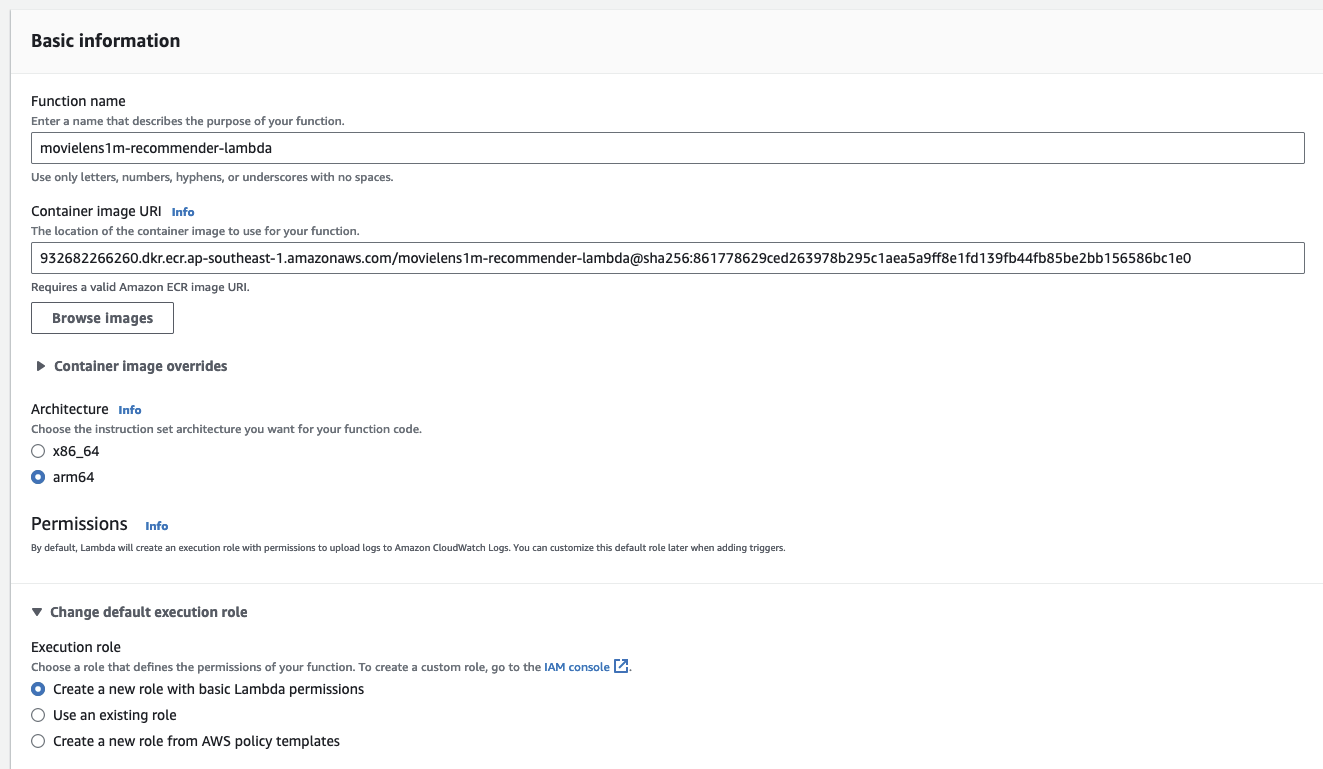 Basic information
Function name
Enter a name that describes the purpose of your function.
movielens1m-recommender-lambda
Use only letters, numbers, hyphens, or underscores with no spaces.
Container image URI Info
The location of the container image to use for your function.
932682266260.dkr.ecr.ap-southeast-1.amazonaws.com/movielens1m-recommender-lambda@sha256:861778629ced263978b295c1aea5a9ff8e1fd139fb44fb85be2bb156586bc1e0
Requires a valid Amazon ECR image URI.
Browse images
Container image overrides
Architecture Info
Choose the instruction set architecture you want for your function code.
x86_64
arm64
Permissions Info
By default, Lambda will create an execution role with permissions to upload logs to Amazon CloudWatch Logs. You can customize this default role later when adding triggers.
Change default execution role
Execution role
Choose a role that defines the permissions of your function. To create a custom role, go to the IAM console.
Create a new role with basic Lambda permissions
Use an existing role
Create a new role from AWS policy templates